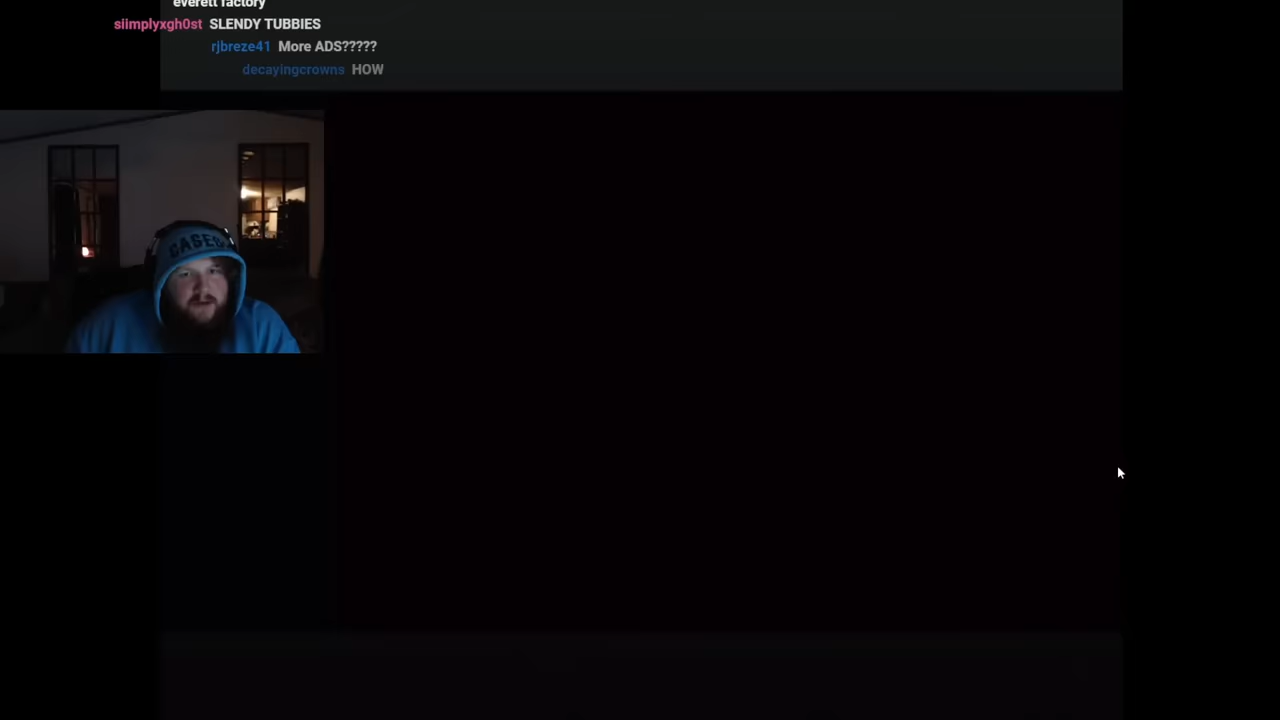 everett factory
siimplyxgh0st SLENDY TUBBIES
rjbreze41 More ADS?????
decayingcrowns HOW